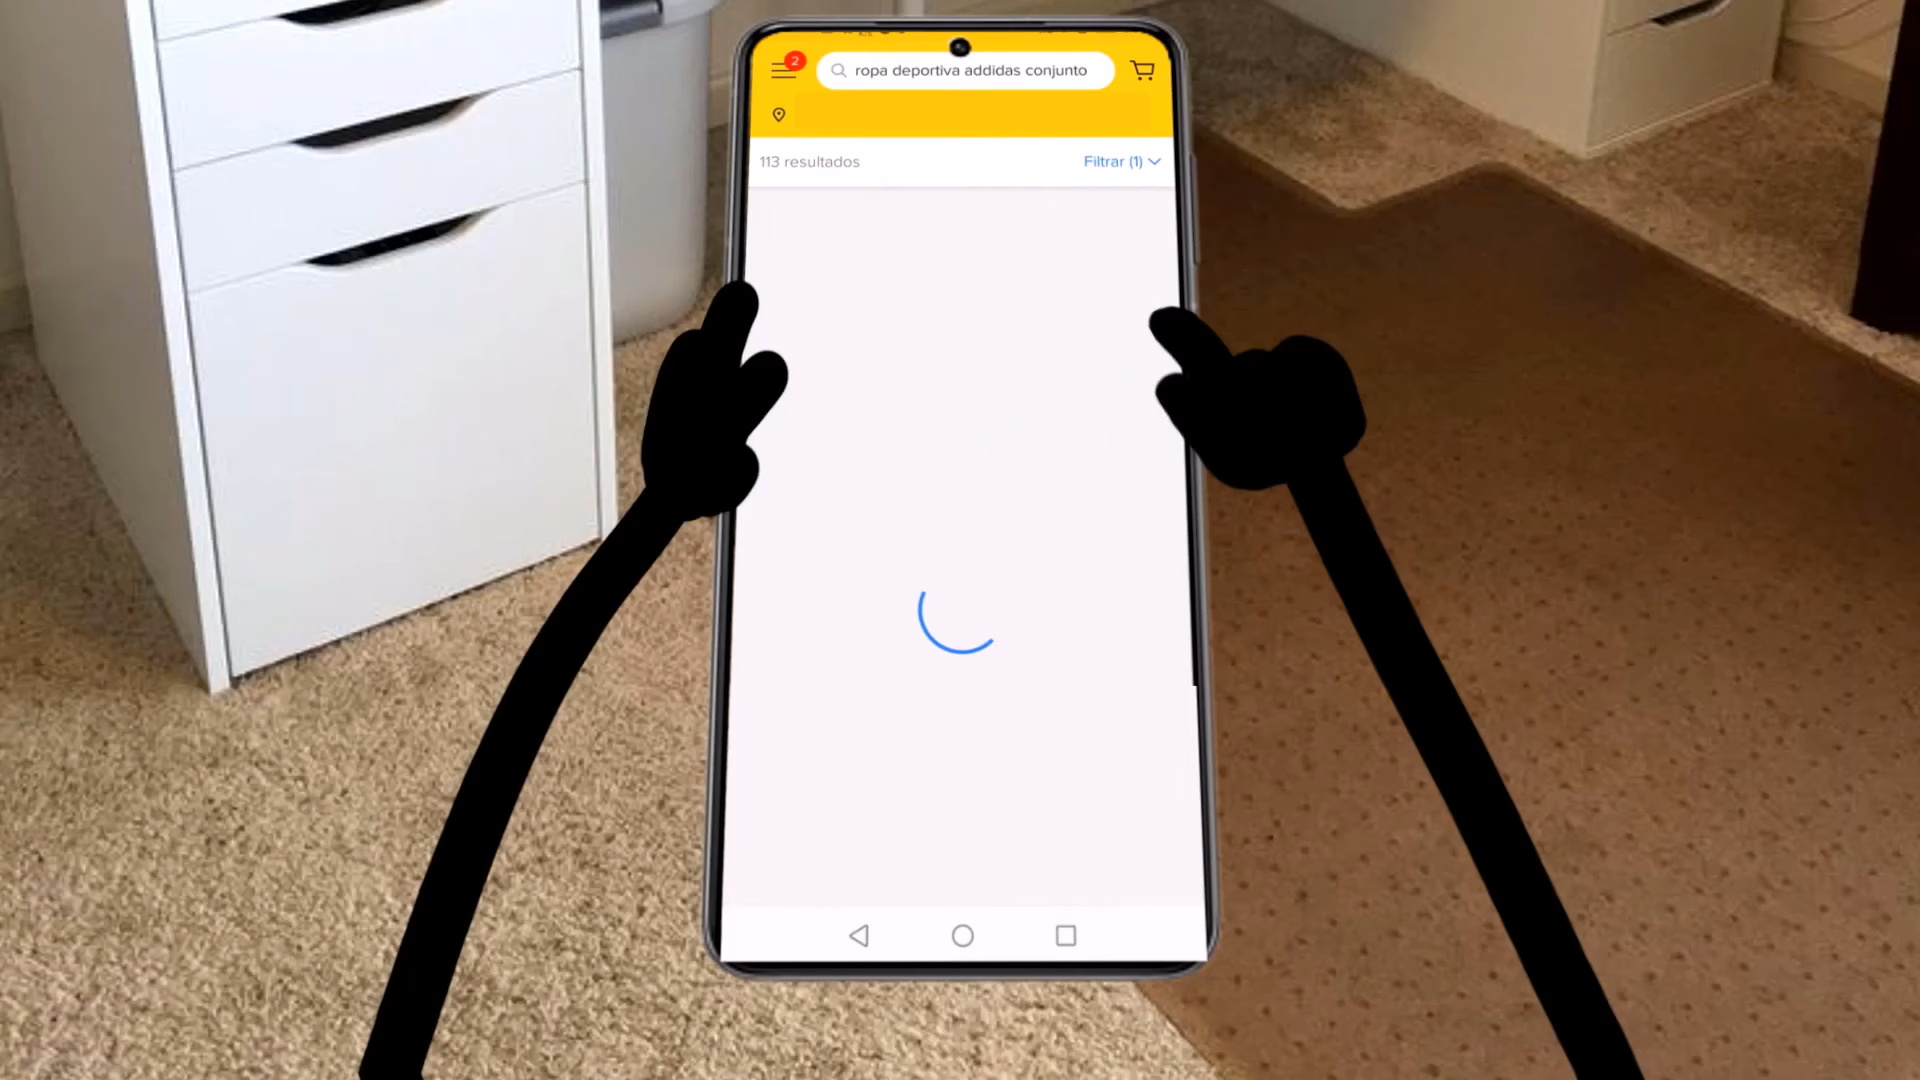 2
ropa deportiva addidas conjunto
113 resultados
Filtrar (1)